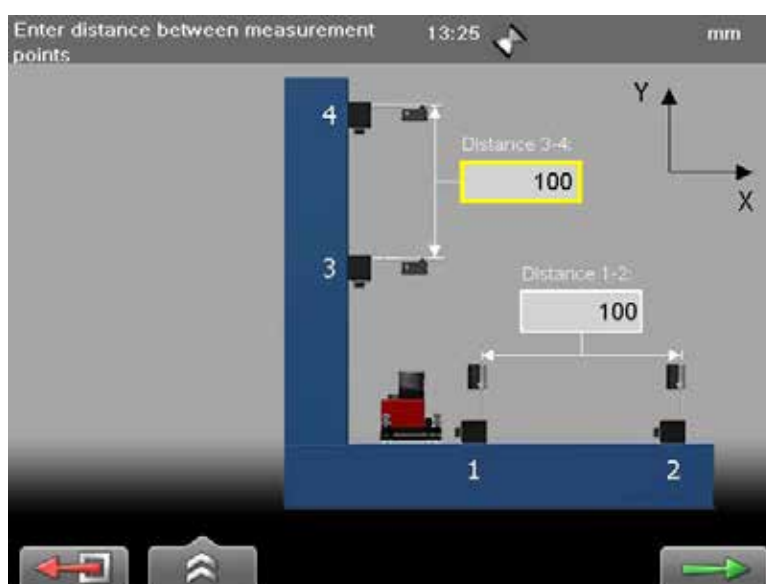 Enter distance between measurement
points
13:25
mm
4
Y
Distance 3-4:
100
X
3
Distance 1-2:
100
1
2